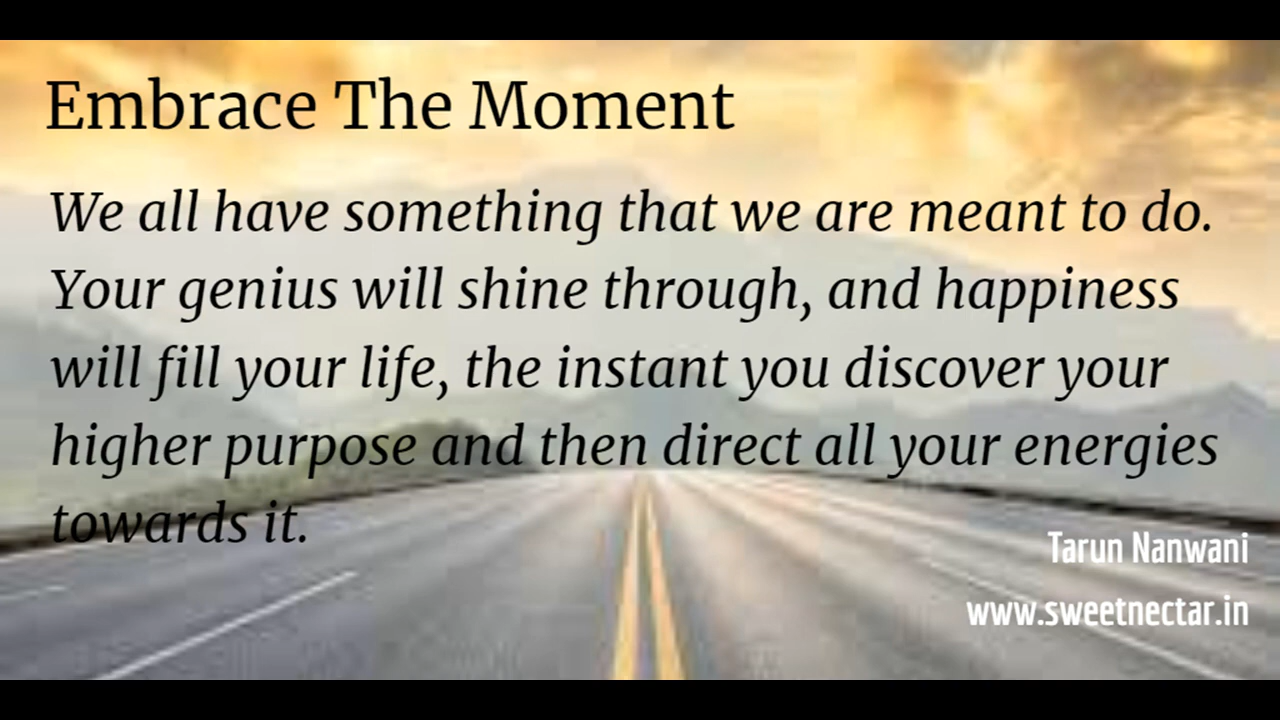 Embrace The Moment
We all have something that we are meant to do.
Your genius will shine through, and happiness
will fill your life, the instant you discover your
higher purpose and then direct all your energies
towards it.
Tarun Nanwani
www.sweetnectar.in